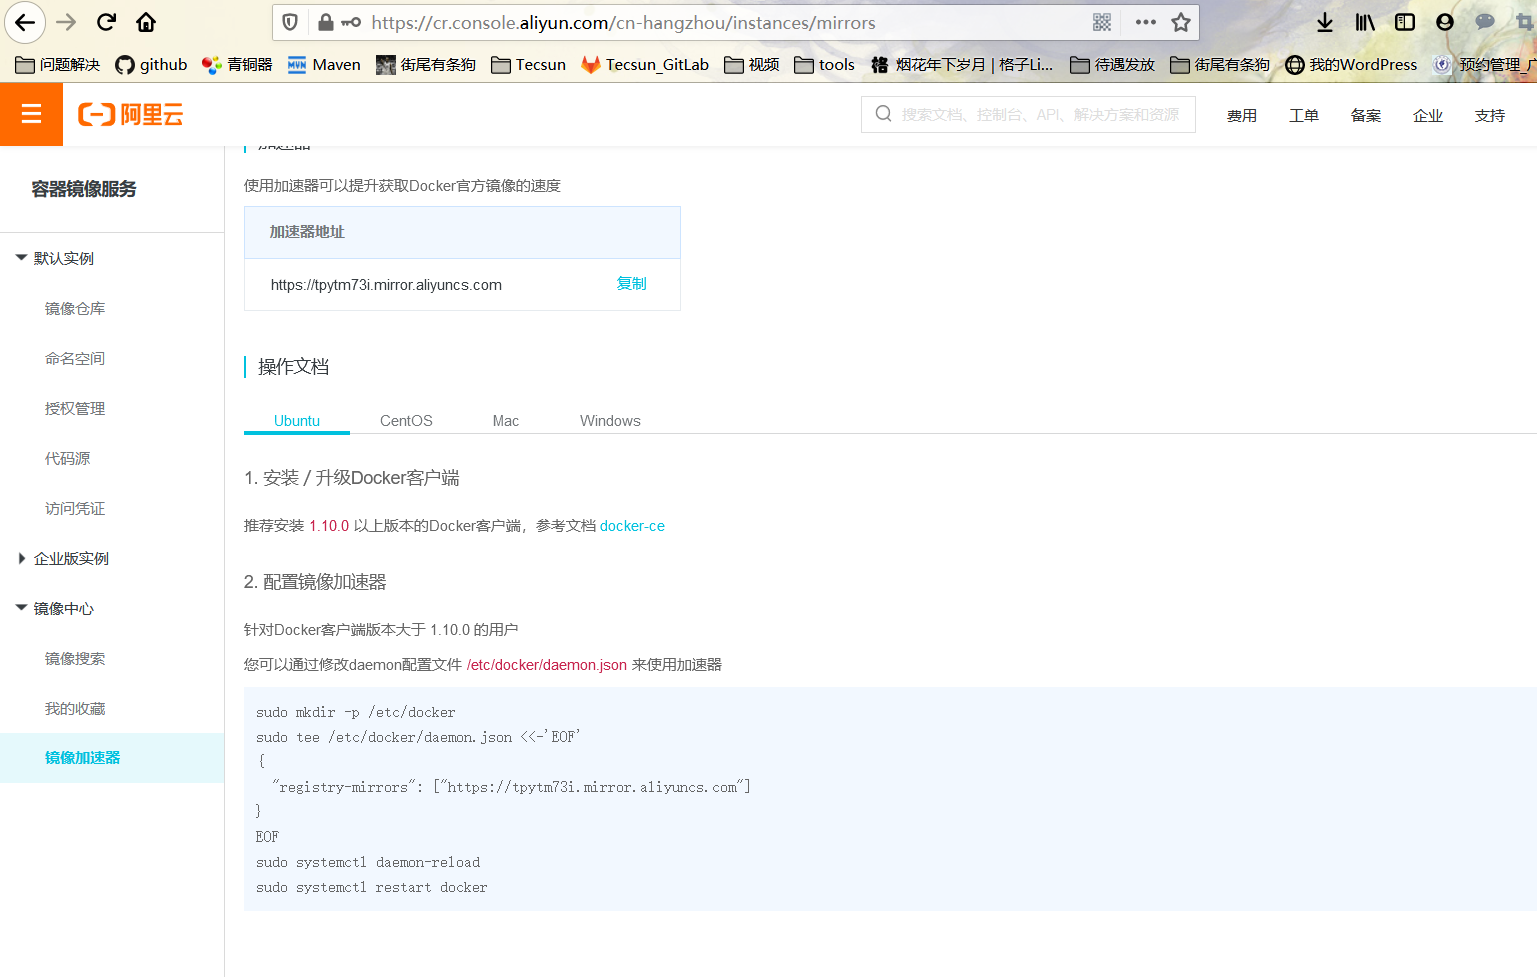 https://cr.console.aliyun.com/cn-hangzhou/instances/mirrors
问题解决 github 青铜器 Maven 街尾有条狗 Tecsun Tecsun_GitLab 视频 tools 烟花年下岁月 | 格子Li... 待遇发放 街尾有条狗 我的WordPress 预约管理_广
阿里云 搜索文档、控制台、API、解决方案和资源 费用 工单 备案 企业 支持
容器镜像服务
默认实例
镜像仓库
命名空间
授权管理
代码源
访问凭证
企业版实例
镜像中心
镜像搜索
我的收藏
镜像加速器
加速器
使用加速器可以提升获取Docker官方镜像的速度
加速器地址
https://tpytm73i.mirror.aliyuncs.com 复制
操作文档
Ubuntu CentOS Mac Windows
1. 安装 / 升级Docker客户端
推荐安装 1.10.0 以上版本的Docker客户端，参考文档 docker-ce
2. 配置镜像加速器
针对Docker客户端版本大于 1.10.0 的用户
您可以通过修改daemon配置文件 /etc/docker/daemon.json 来使用加速器
sudo mkdir -p /etc/docker
sudo tee /etc/docker/daemon.json <<-'EOF'
{
"registry-mirrors": ["https://tpytm73i.mirror.aliyuncs.com"]
}
EOF
sudo systemctl daemon-reload
sudo systemctl restart docker